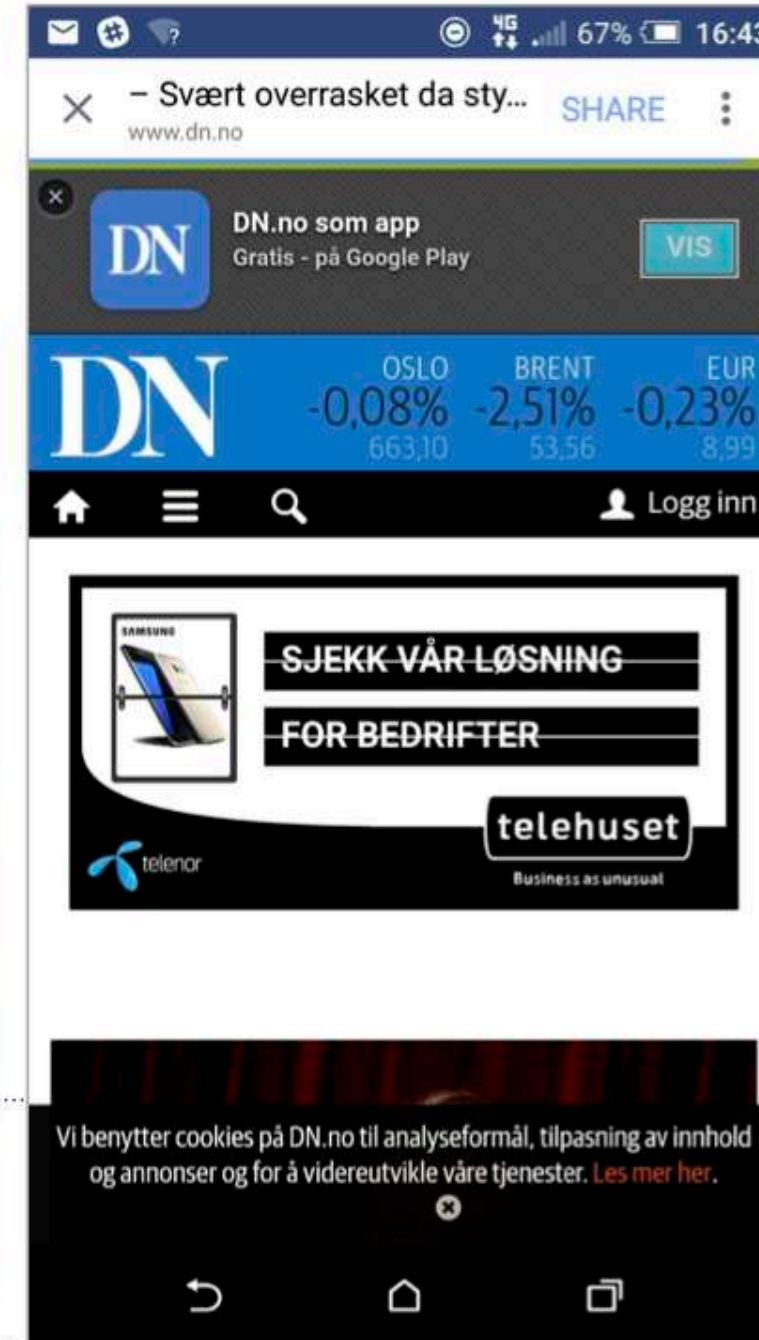 4G 67% 16:43
– Svært overrasket da sty... SHARE
www.dn.no
DN
DN.no som app
Gratis - på Google Play
VIS
DN
OSLO BRENT EUR
-0,08% -2,51% -0,23%
663,10 53,56 8,99
Logg inn
SAMSUNG
SJEKK VÅR LØSNING
FOR BEDRIFTER
telehuset
telenor
Business as unusual
Vi benytter cookies på DN.no til analyseformål, tilpasning av innhold
og annonser og for å videreutvikle våre tjenester. Les mer her.